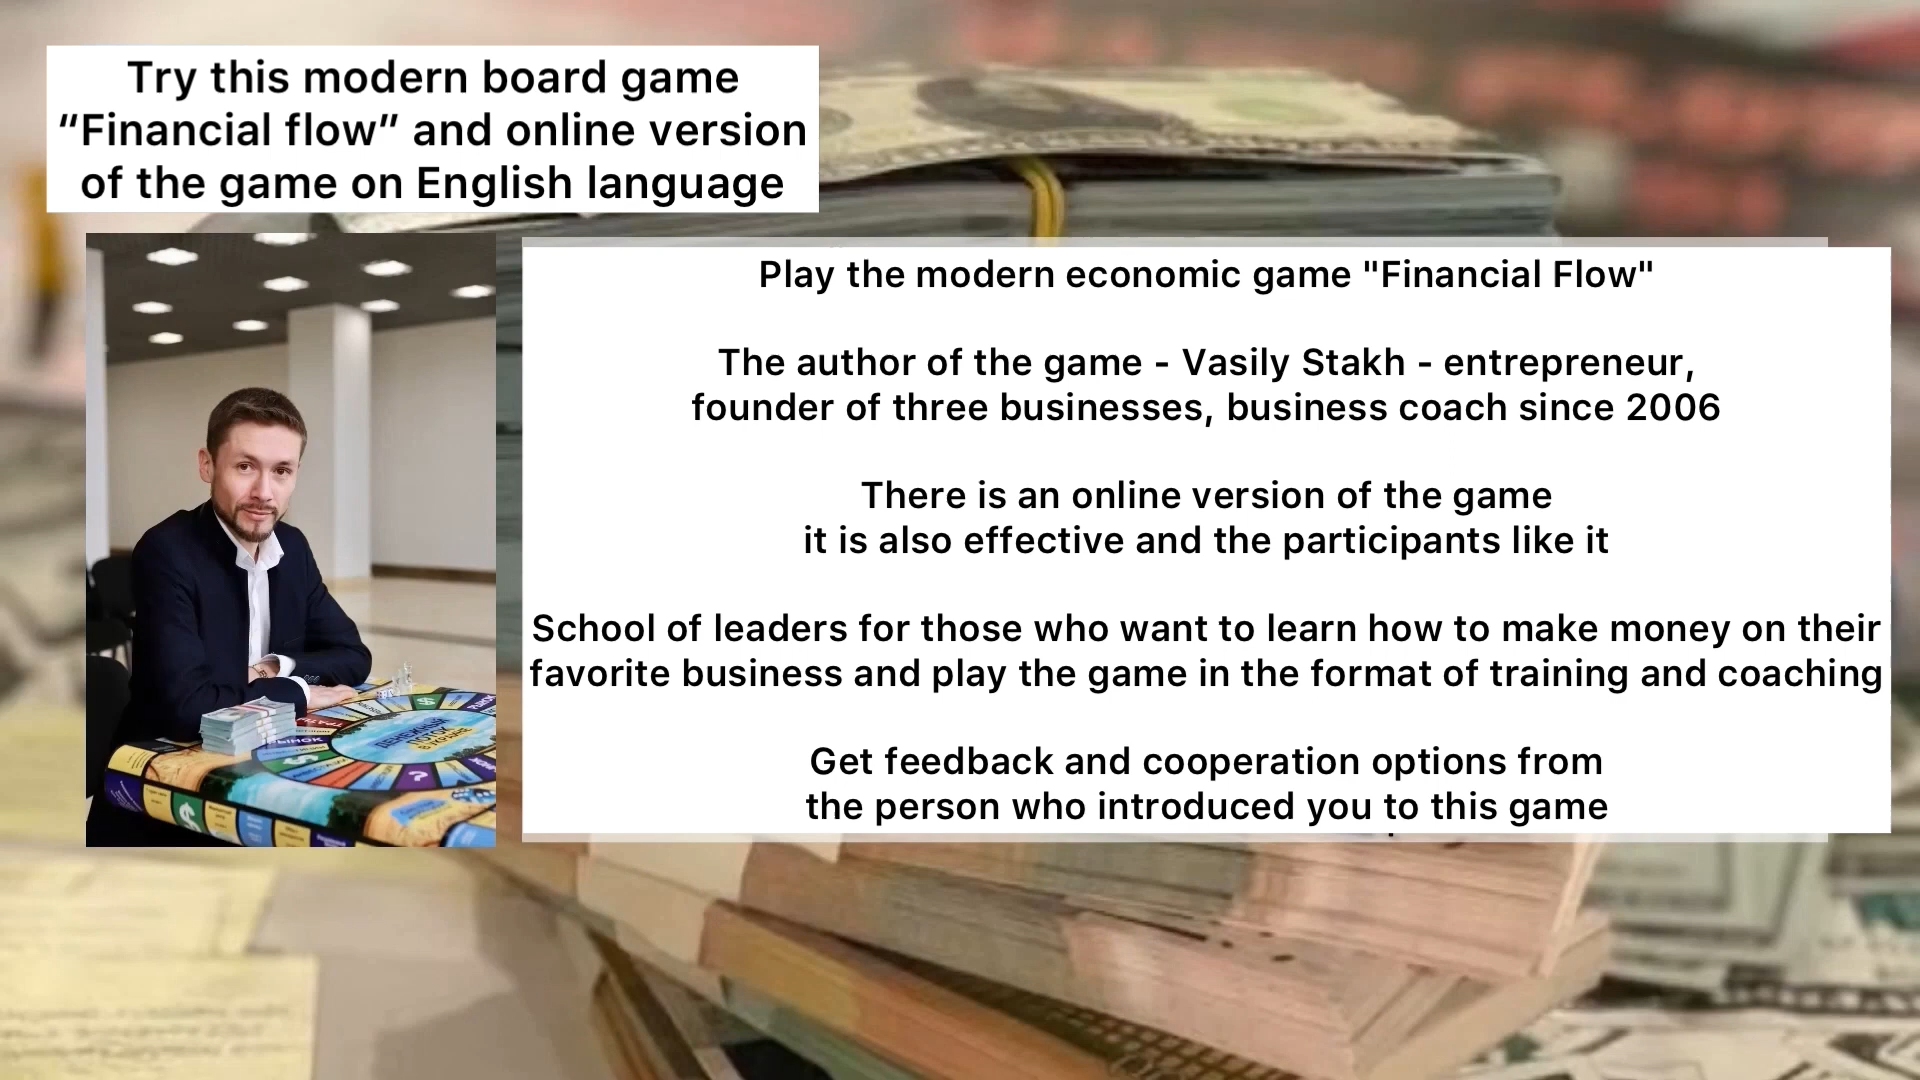 Try this modern board game
“Financial flow” and online version
of the game on English language
Play the modern economic game "Financial Flow"
The author of the game - Vasily Stakh - entrepreneur,
founder of three businesses, business coach since 2006
There is an online version of the game
it is also effective and the participants like it
School of leaders for those who want to learn how to make money on their
favorite business and play the game in the format of training and coaching
Get feedback and cooperation options from
the person who introduced you to this game
ТРАТЫ
РЫНОК
ДЕНЕЖНЫЙ
ПОТОК